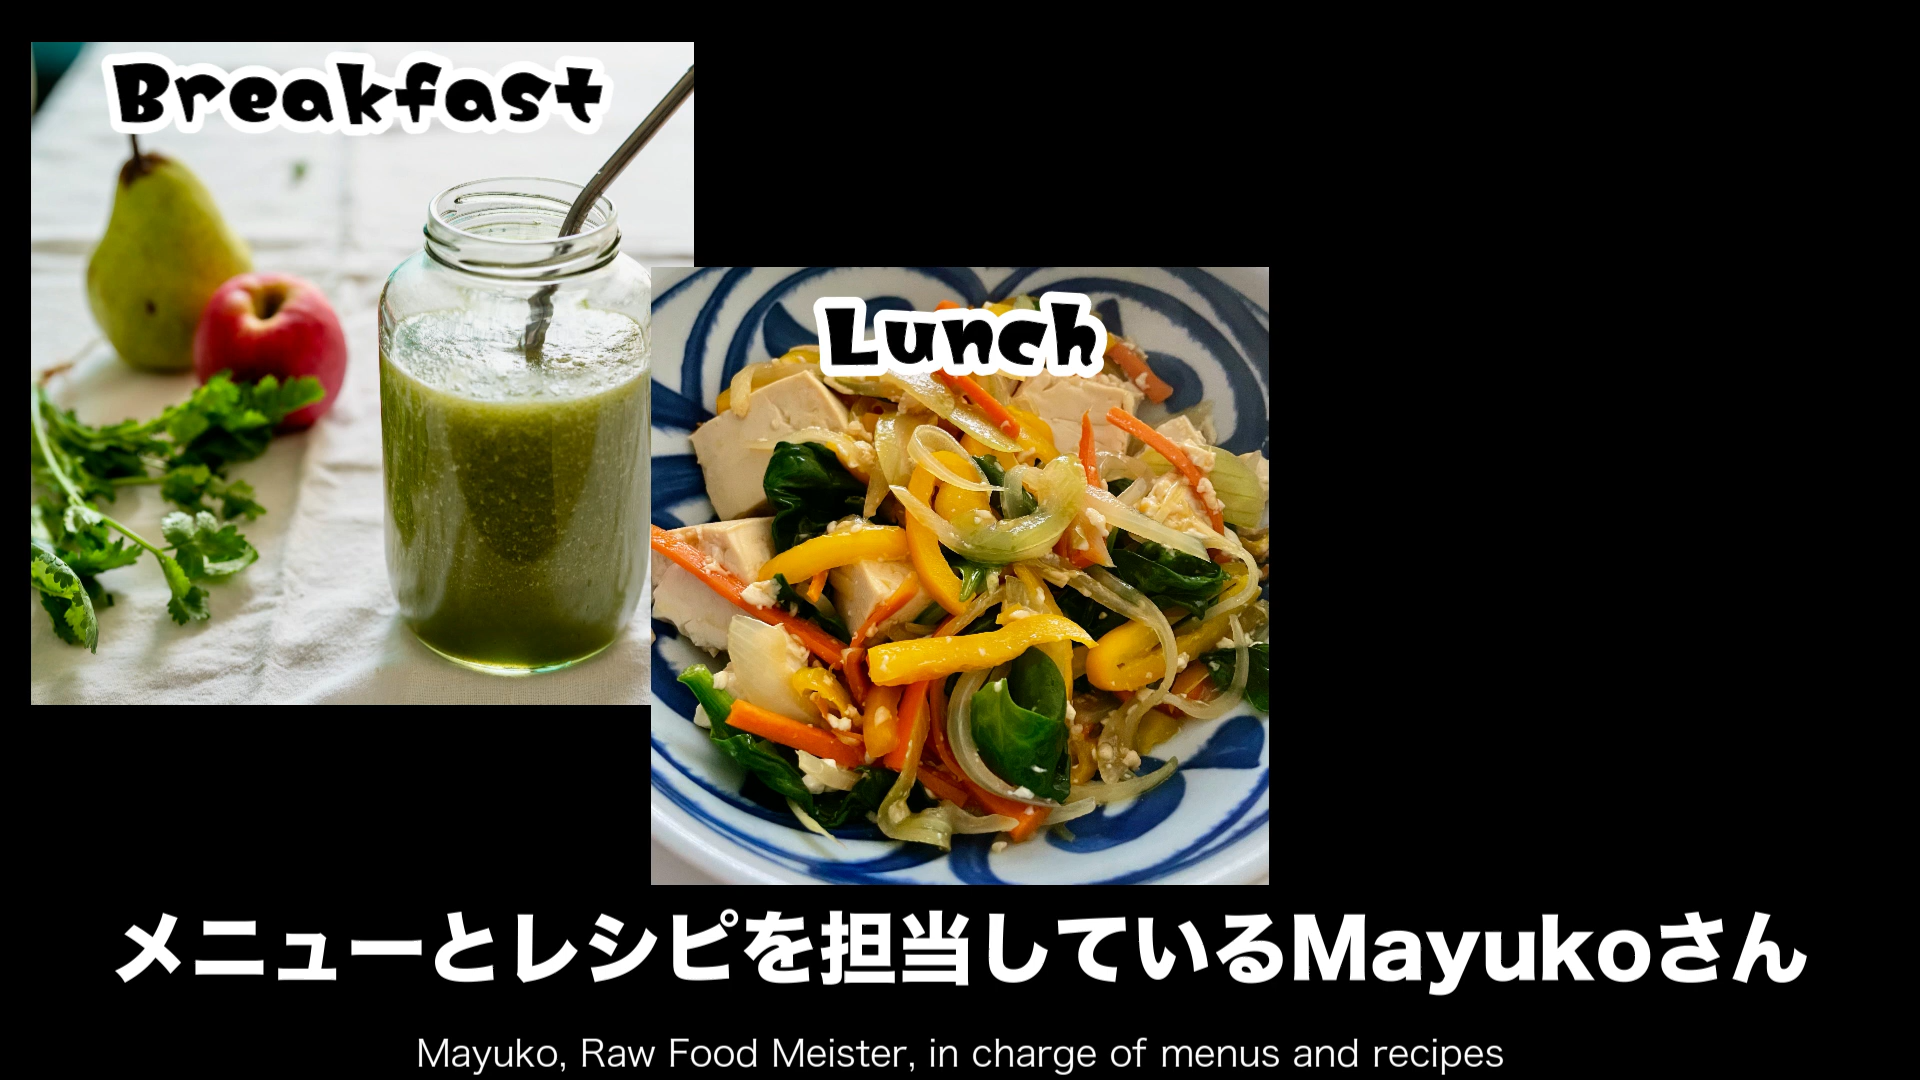 Breakfast
Lunch
メニューとレシピを担当しているMayukoさん
Mayuko, Raw Food Meister, in charge of menus and recipes